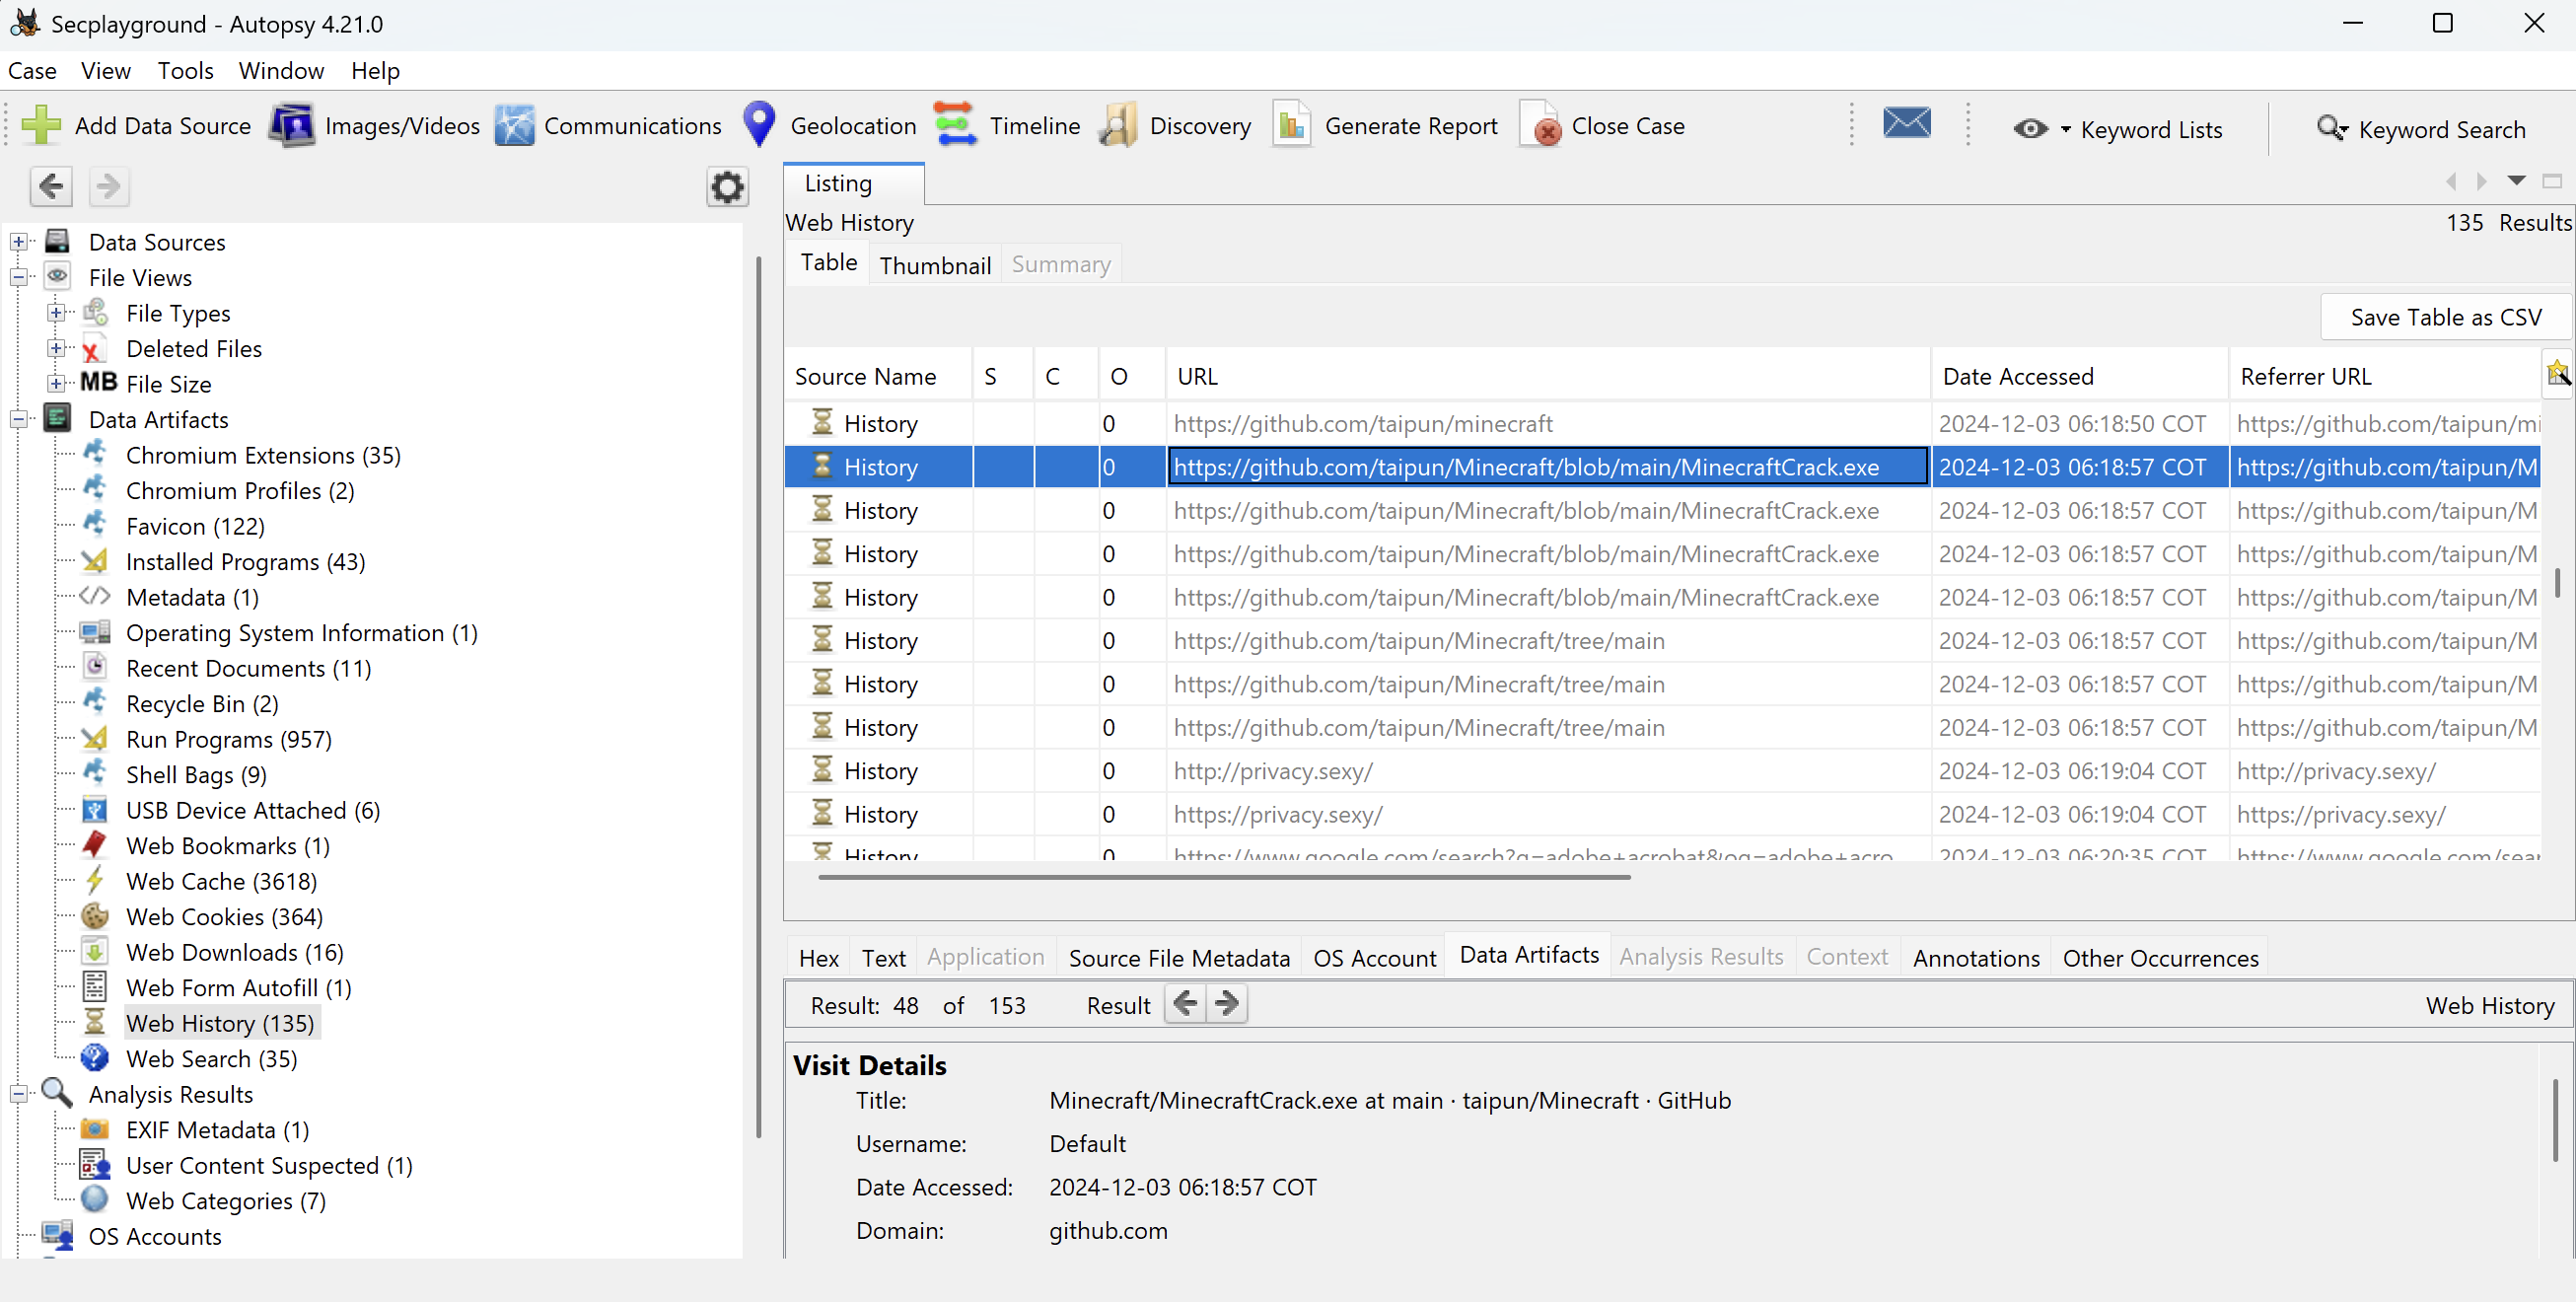 Secplayground - Autopsy 4.21.0
Case View Tools Window Help
Add Data Source Images/Videos Communications Geolocation Timeline Discovery Generate Report Close Case Keyword Lists Keyword Search
Data Sources
File Views
File Types
Deleted Files
MB File Size
Data Artifacts
Chromium Extensions (35)
Chromium Profiles (2)
Favicon (122)
Installed Programs (43)
Metadata (1)
Operating System Information (1)
Recent Documents (11)
Recycle Bin (2)
Run Programs (957)
Shell Bags (9)
USB Device Attached (6)
Web Bookmarks (1)
Web Cache (3618)
Web Cookies (364)
Web Downloads (16)
Web Form Autofill (1)
Web History (135)
Web Search (35)
Analysis Results
EXIF Metadata (1)
User Content Suspected (1)
Web Categories (7)
OS Accounts
Listing
Web History 135 Results
Table Thumbnail Summary
Save Table as CSV
Source Name S C O URL Date Accessed Referrer URL
History 0 https://github.com/taipun/minecraft 2024-12-03 06:18:50 COT https://github.com/taipun/mi
History 0 https://github.com/taipun/Minecraft/blob/main/MinecraftCrack.exe 2024-12-03 06:18:57 COT https://github.com/taipun/M
History 0 https://github.com/taipun/Minecraft/blob/main/MinecraftCrack.exe 2024-12-03 06:18:57 COT https://github.com/taipun/M
History 0 https://github.com/taipun/Minecraft/blob/main/MinecraftCrack.exe 2024-12-03 06:18:57 COT https://github.com/taipun/M
History 0 https://github.com/taipun/Minecraft/blob/main/MinecraftCrack.exe 2024-12-03 06:18:57 COT https://github.com/taipun/M
History 0 https://github.com/taipun/Minecraft/tree/main 2024-12-03 06:18:57 COT https://github.com/taipun/M
History 0 https://github.com/taipun/Minecraft/tree/main 2024-12-03 06:18:57 COT https://github.com/taipun/M
History 0 https://github.com/taipun/Minecraft/tree/main 2024-12-03 06:18:57 COT https://github.com/taipun/M
History 0 http://privacy.sexy/ 2024-12-03 06:19:04 COT http://privacy.sexy/
History 0 https://privacy.sexy/ 2024-12-03 06:19:04 COT https://privacy.sexy/
History 0 https://www.google.com/search?q=adobe+acrobat&oq=adobe+acro 2024-12-03 06:20:35 COT https://www.google.com/sear
Hex Text Application Source File Metadata OS Account Data Artifacts Analysis Results Context Annotations Other Occurrences
Result: 48 of 153 Result Web History
Visit Details
Title: Minecraft/MinecraftCrack.exe at main · taipun/Minecraft · GitHub
Username: Default
Date Accessed: 2024-12-03 06:18:57 COT
Domain: github.com